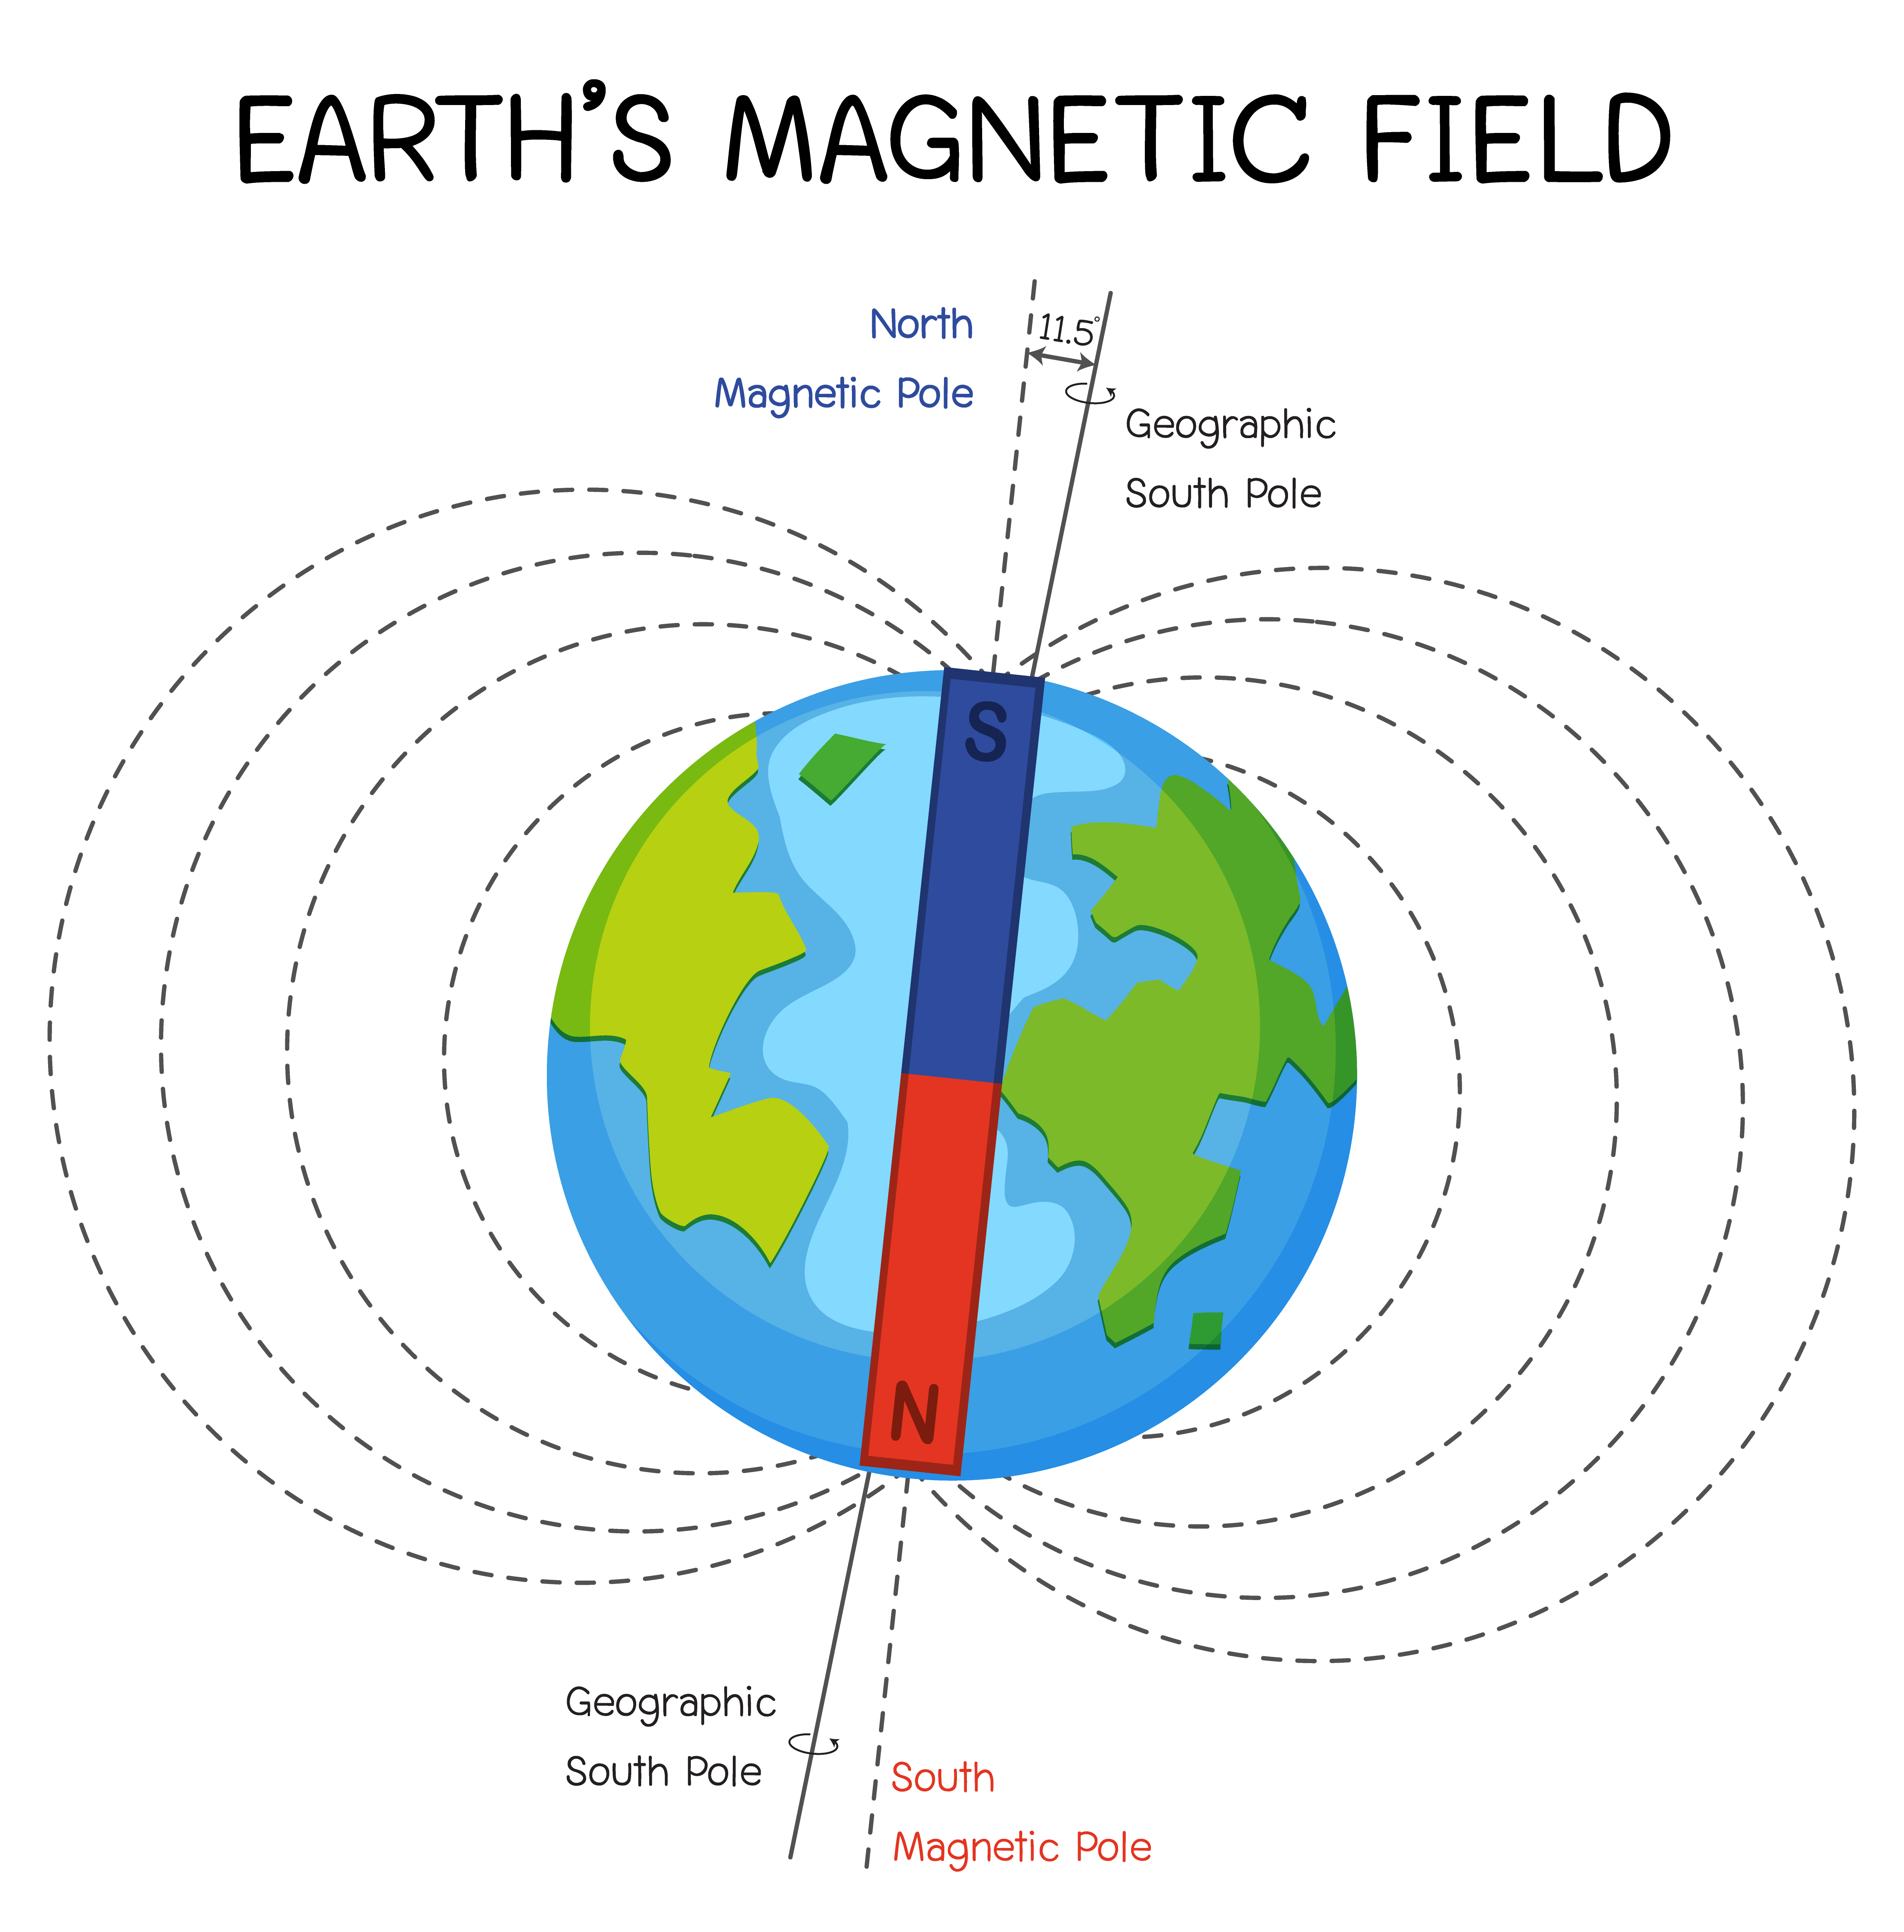 EARTH'S MAGNETIC FIELD
North
Magnetic Pole
11.5°
Geographic
South Pole
S
N
Geographic
South Pole
South
Magnetic Pole